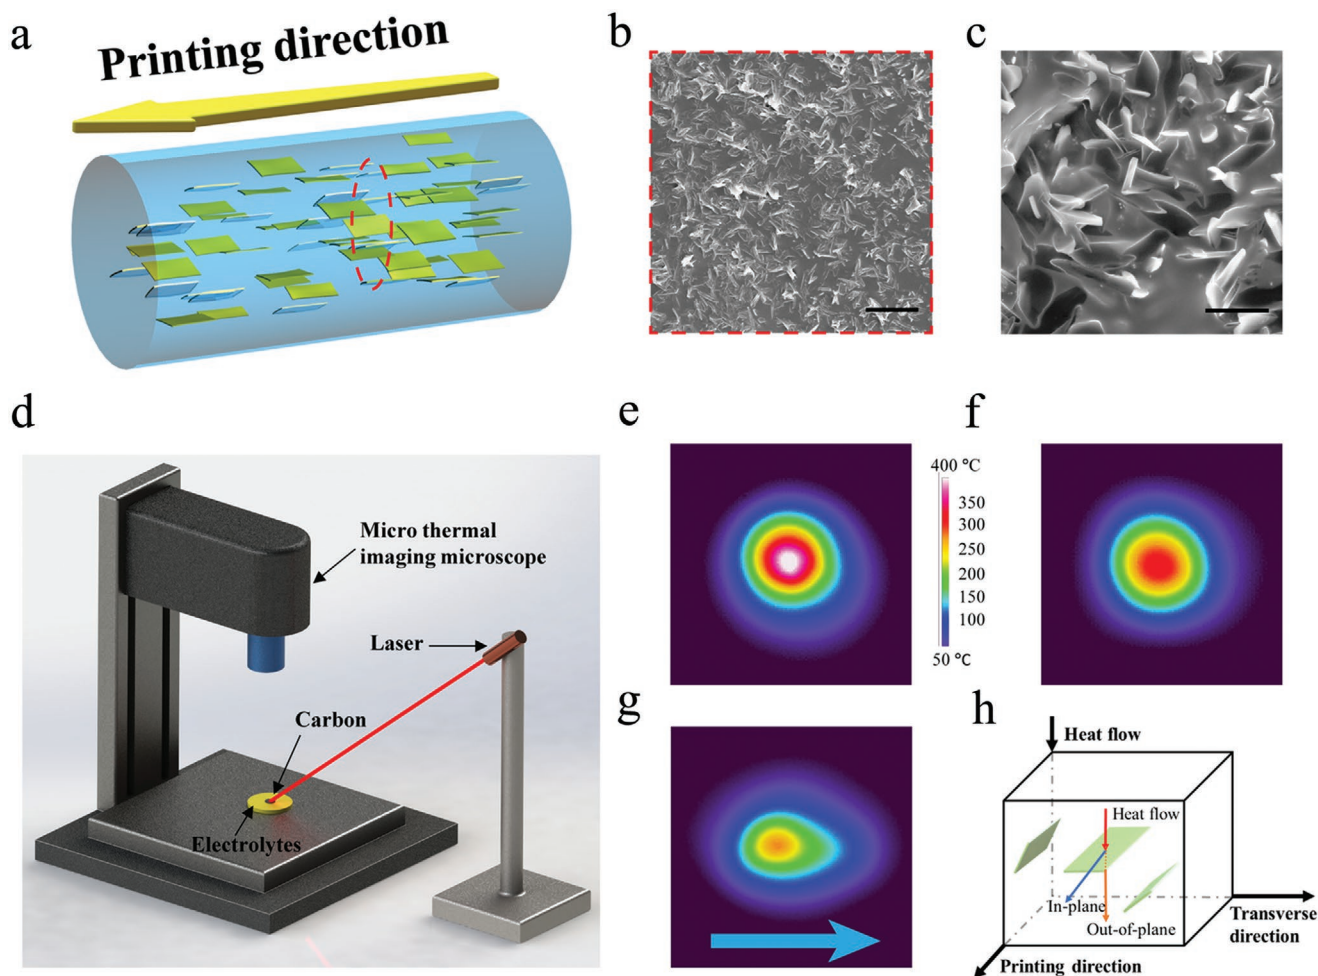 a
Printing direction
b
c
d
Micro thermal
imaging microscope
Laser
Carbon
Electrolytes
e
400 ℃
350
300
250
200
150
100
50 ℃
f
g
h
Heat flow
Heat flow
In-plane
Out-of-plane
Transverse
direction
Printing direction